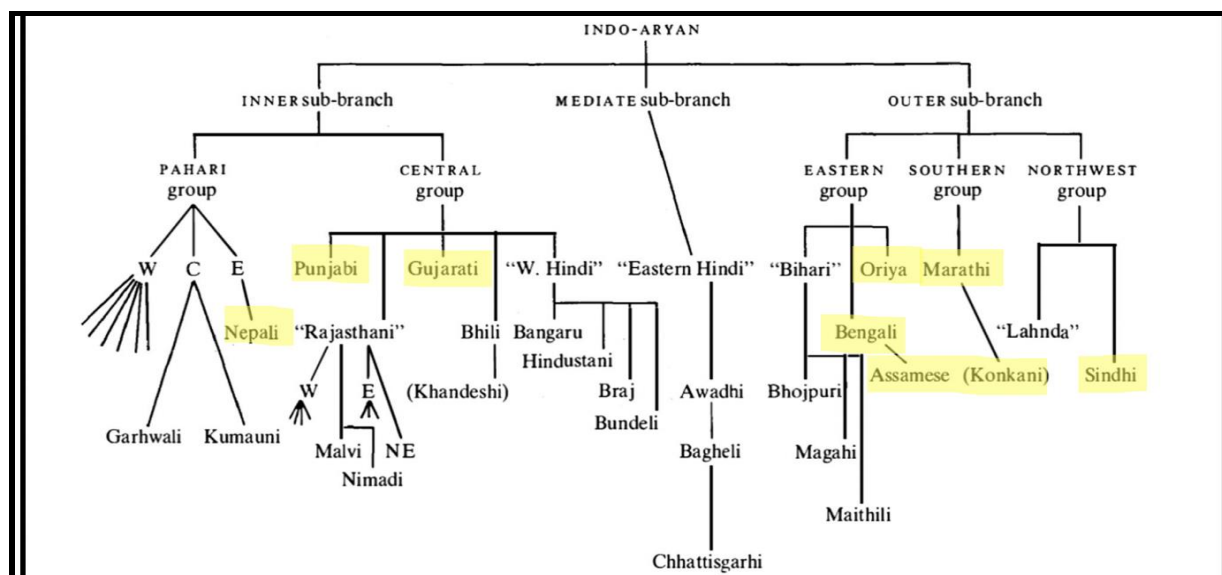 INDO-ARYAN
INNER sub-branch MEDIATE sub-branch OUTER sub-branch
PAHARI group CENTRAL group EASTERN group SOUTHERN group NORTHWEST group
W C E Punjabi Gujarati "W. Hindi" "Eastern Hindi" "Bihari" Oriya Marathi
Nepali "Rajasthani" Bhili Bangaru Bengali "Lahnda"
Hindustani
Assamese (Konkani) Sindhi
W E (Khandeshi) Braj Awadhi Bhojpuri
Bundeli
Garhwali Kumauni Malvi NE Bagheli Magahi
Nimadi
Maithili
Chhattisgarhi